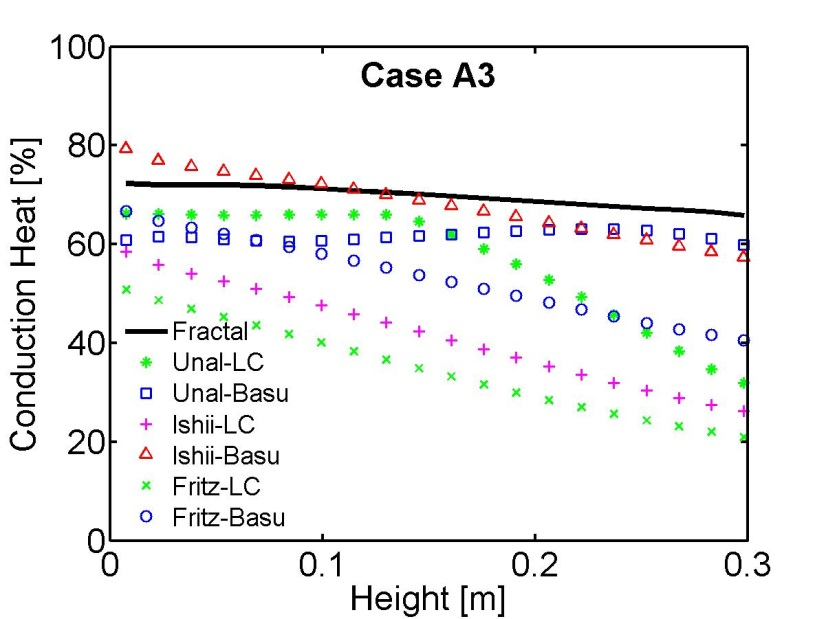 Case A3
100
80
60
40
20
0
Conduction Heat [%]
Fractal
Unal-LC
Unal-Basu
Ishii-LC
Ishii-Basu
Fritz-LC
Fritz-Basu
0 0.1 0.2 0.3
Height [m]